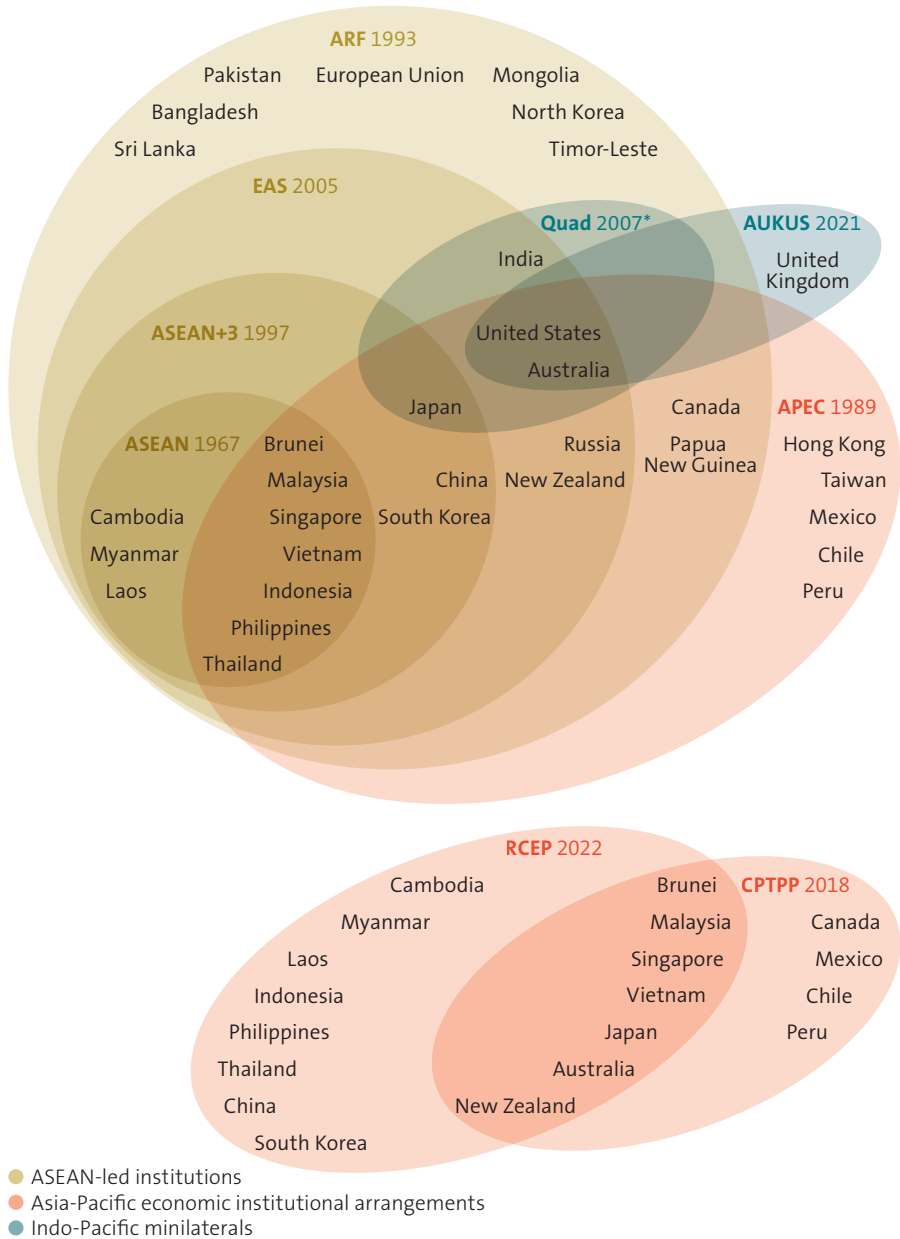 ARF 1993
Pakistan European Union Mongolia
Bangladesh North Korea
Sri Lanka Timor-Leste
EAS 2005
Quad 2007* AUKUS 2021
India United
Kingdom
ASEAN+3 1997 United States
Australia
Japan Canada APEC 1989
ASEAN 1967 Brunei Russia Papua Hong Kong
New Guinea
Malaysia China New Zealand Taiwan
Cambodia Singapore South Korea Mexico
Myanmar Vietnam Chile
Laos Indonesia Peru
Philippines
Thailand
RCEP 2022
Cambodia Brunei CPTPP 2018
Myanmar Malaysia Canada
Laos Singapore Mexico
Indonesia Vietnam Chile
Philippines Japan Peru
Thailand Australia
China New Zealand
South Korea
ASEAN-led institutions
Asia-Pacific economic institutional arrangements
Indo-Pacific minilaterals